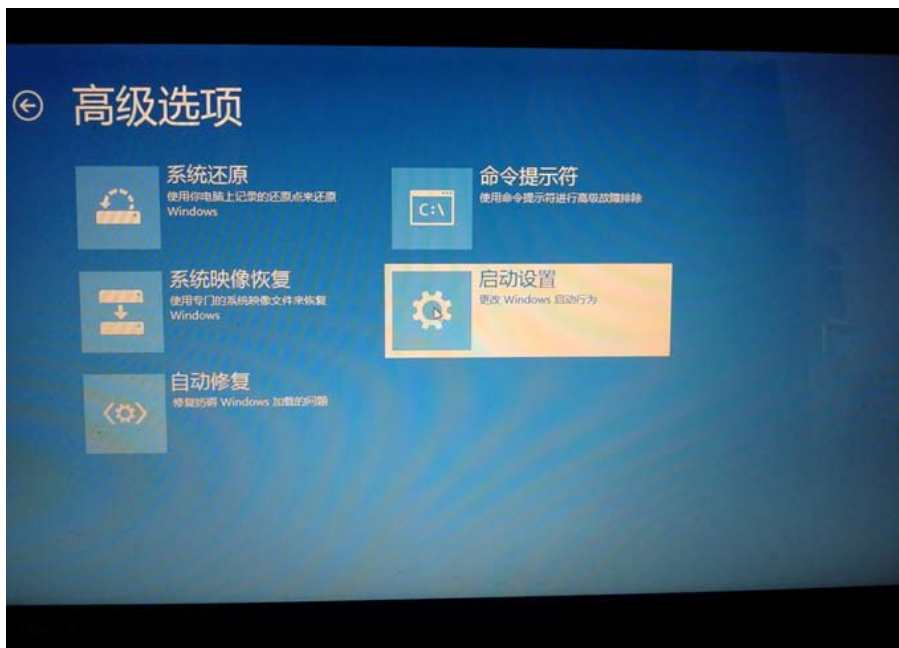 高级选项
系统还原
使用你电脑上记录的还原点来还原
Windows
命令提示符
使用命令提示符进行高级故障排除
C:\
系统映像恢复
使用专门的系统映像文件来恢复
Windows
启动设置
更改 Windows 启动行为
自动修复
修复妨碍 Windows 加载的问题